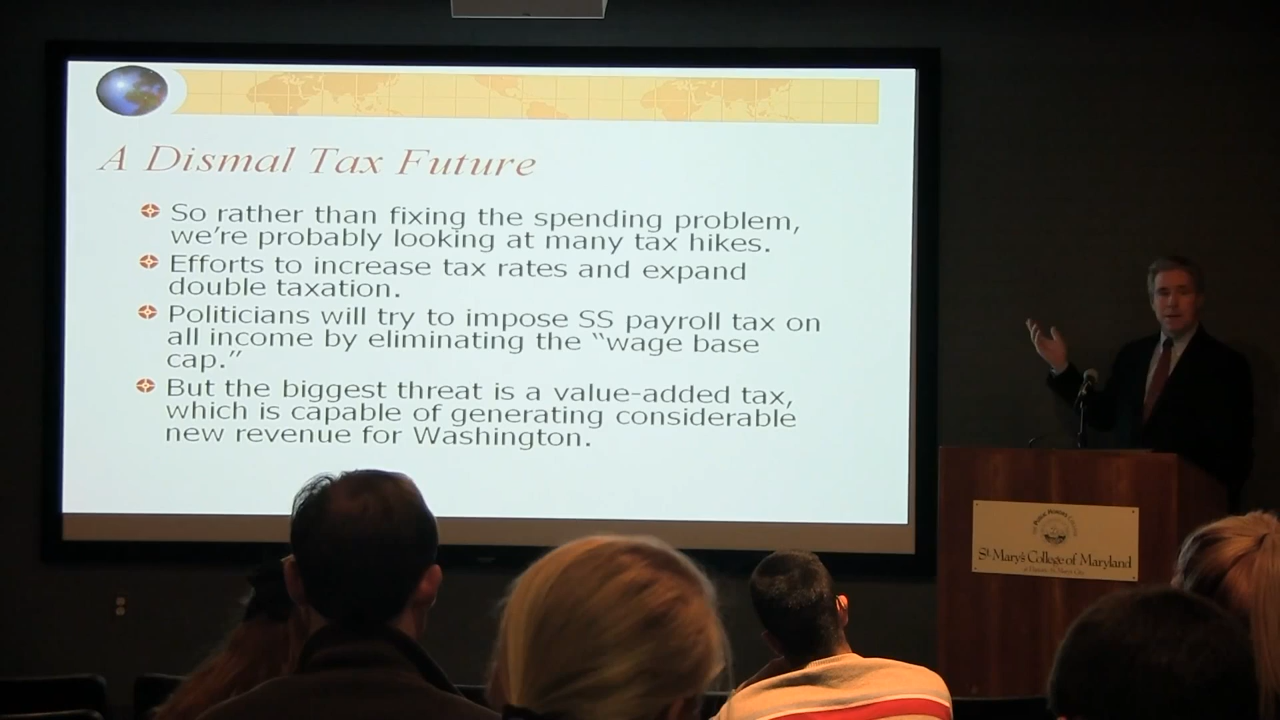 A Dismal Tax Future
So rather than fixing the spending problem,
we're probably looking at many tax hikes.
Efforts to increase tax rates and expand
double taxation.
Politicians will try to impose SS payroll tax on
all income by eliminating the “wage base
cap.”
But the biggest threat is a value-added tax,
which is capable of generating considerable
new revenue for Washington.
St. Mary's College of Maryland